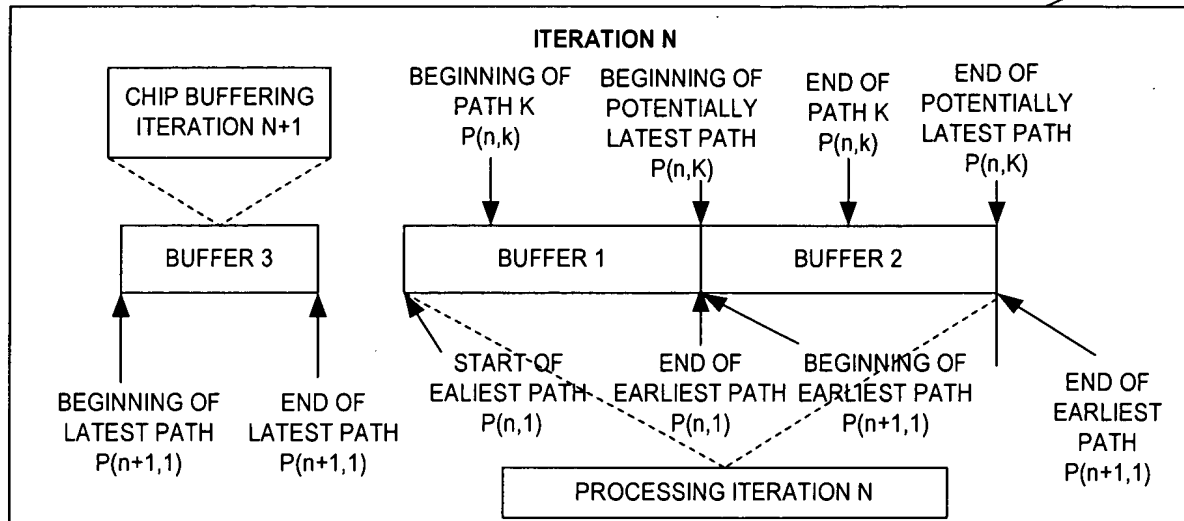 ITERATION N
CHIP BUFFERING
ITERATION N+1
BEGINNING OF
PATH K
P(n,k)
BEGINNING OF
POTENTIALLY
LATEST PATH
P(n,K)
END OF
PATH K
P(n,k)
END OF
POTENTIALLY
LATEST PATH
P(n,K)
BUFFER 3
BUFFER 1
BUFFER 2
BEGINNING OF
LATEST PATH
P(n+1,1)
END OF
LATEST PATH
P(n+1,1)
START OF
EALIEST PATH
P(n,1)
END OF
EARLIEST PATH
P(n,1)
BEGINNING OF
EARLIEST PATH
P(n+1,1)
END OF
EARLIEST
PATH
P(n+1,1)
PROCESSING ITERATION N